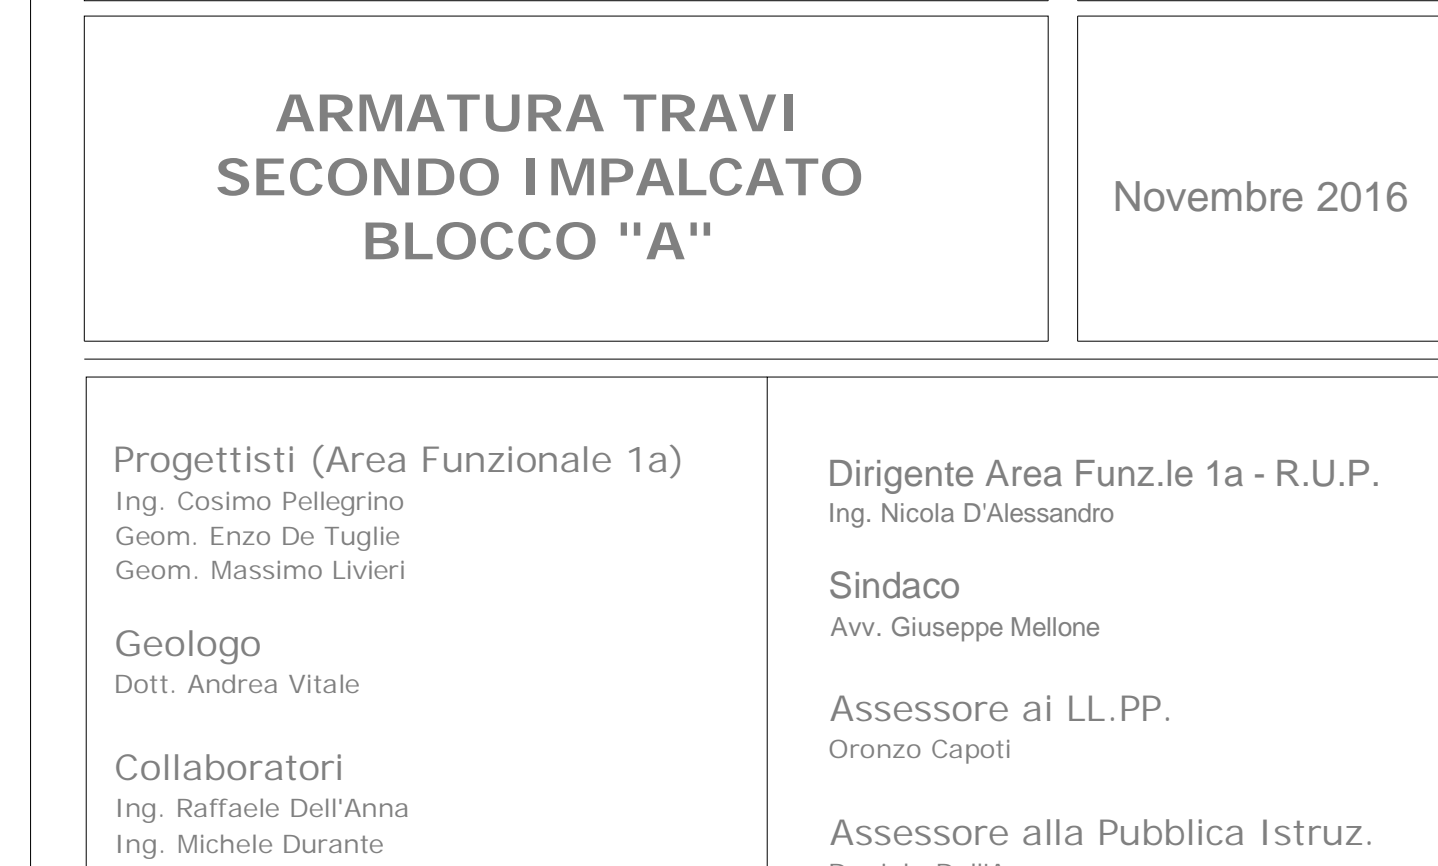 ARMATURA TRAVI
SECONDO IMPALCATO
BLOCCO "A"
Novembre 2016
Progettisti (Area Funzionale 1a)
Ing. Cosimo Pellegrino
Geom. Enzo De Tuglie
Geom. Massimo Livieri
Geologo
Dott. Andrea Vitale
Collaboratori
Ing. Raffaele Dell'Anna
Ing. Michele Durante
Dirigente Area Funz.le 1a - R.U.P.
Ing. Nicola D'Alessandro
Sindaco
Avv. Giuseppe Mellone
Assessore ai LL.PP.
Oronzo Capoti
Assessore alla Pubblica Istruz.